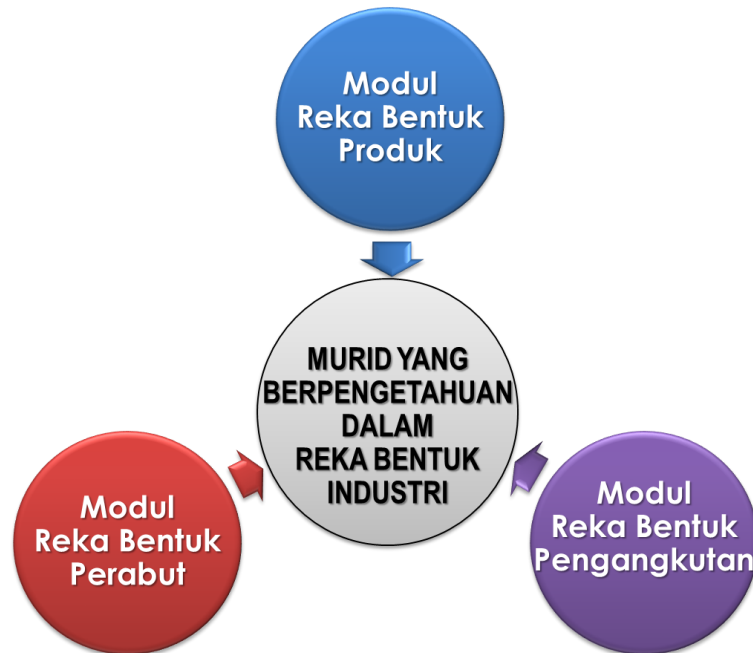 Modul
Reka Bentuk
Produk
MURID YANG
BERPENGETAHUAN
DALAM
REKA BENTUK
INDUSTRI
Modul
Reka Bentuk
Perabut
Modul
Reka Bentuk
Pengangkutan